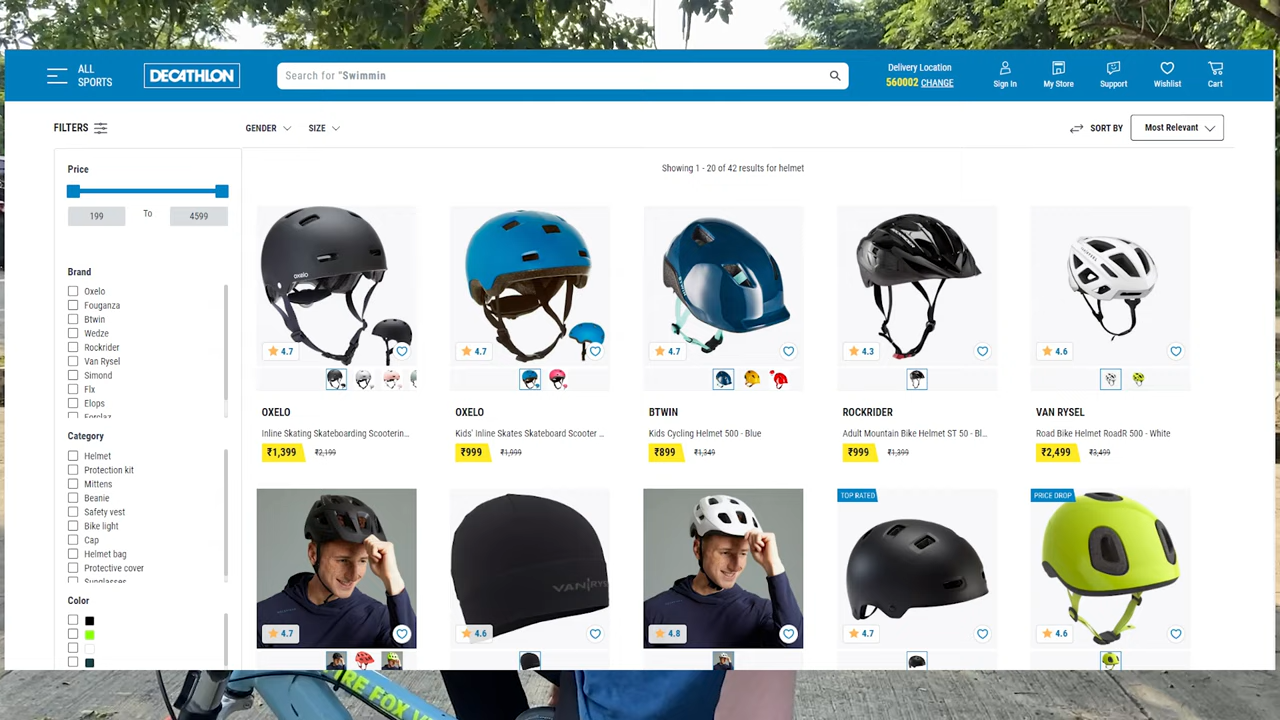 ALL
SPORTS
DECATHLON
Search for "Swimmin
Delivery Location
560002 CHANGE
Sign In
My Store
Support
Wishlist
Cart
FILTERS
GENDER
SIZE
SORT BY
Most Relevant
Price
199
To
4599
Showing 1 - 20 of 42 results for helmet
Brand
Oxelo
Fouganza
Btwin
Wedze
Rockrider
Van Rysel
Simond
Flx
Elops
Forclaz
Category
Helmet
Protection kit
Mittens
Beanie
Safety vest
Bike light
Cap
Helmet bag
Protective cover
Sunglasses
Color
oxelo
4.7
4.7
4.7
4.3
4.6
OXELO
Inline Skating Skateboarding Scooterin...
₹1,399 ₹2,199
OXELO
Kids' Inline Skates Skateboard Scooter ...
₹999 ₹1,999
BTWIN
Kids Cycling Helmet 500 - Blue
₹899 ₹1,349
ROCKRIDER
Adult Mountain Bike Helmet ST 50 - Bl...
₹999 ₹1,399
VAN RYSEL
Road Bike Helmet RoadR 500 - White
₹2,499 ₹3,499
TOP RATED
PRICE DROP
VAN RYS
4.7
4.6
4.8
4.7
4.6
FIRE FOX